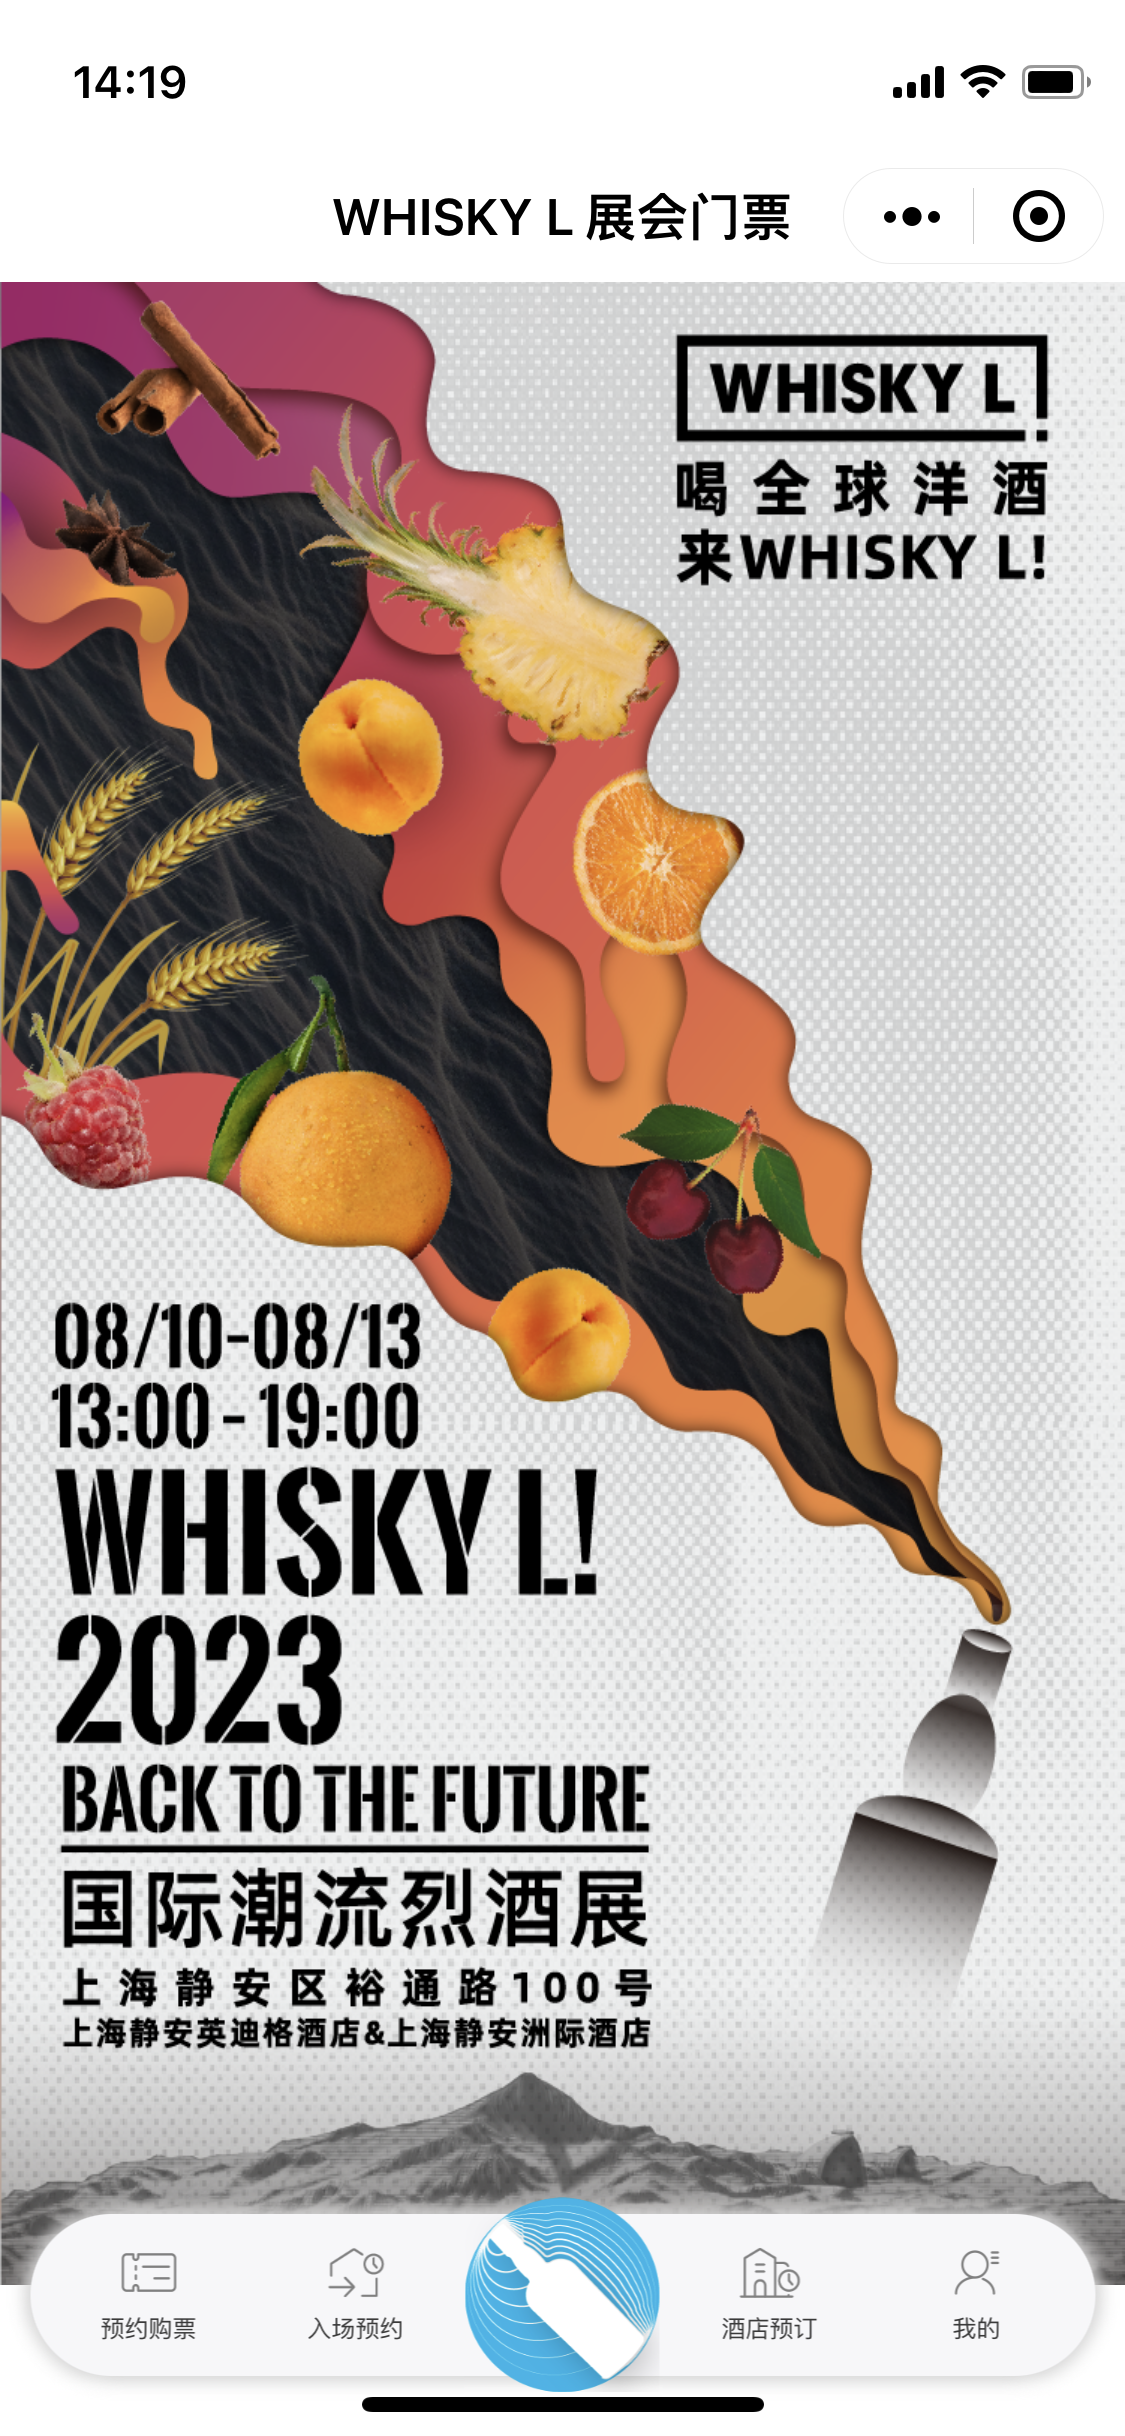 14:19
WHISKY L 展会门票
WHISKY L!
喝全球洋酒
来WHISKY L!
08/10-08/13
13:00 - 19:00
WHISKY L!
2023
BACK TO THE FUTURE
国际潮流烈酒展
上海静安区裕通路100号
上海静安英迪格酒店&上海静安洲际酒店
预约购票
入场预约
酒店预订
我的